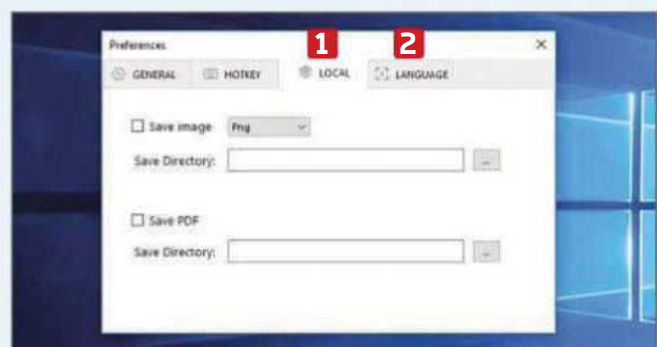 1 2
Preferences
GENERAL HOTKEY LOCAL LANGUAGE
Save image Png
Save Directory: ...
Save PDF
Save Directory: ...